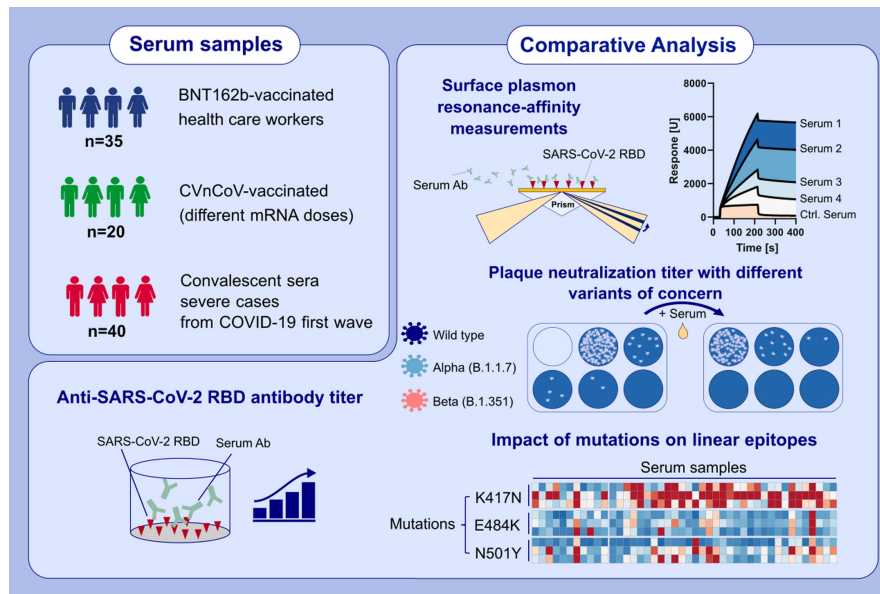 Serum samples
BNT162b-vaccinated
health care workers
n=35
CVnCoV-vaccinated
(different mRNA doses)
n=20
Convalescent sera
severe cases
from COVID-19 first wave
n=40
Anti-SARS-CoV-2 RBD antibody titer
SARS-CoV-2 RBD
Serum Ab
Comparative Analysis
Surface plasmon
resonance-affinity
measurements
SARS-CoV-2 RBD
Serum Ab
Prism
Respone [U]
8000
6000
4000
2000
0
0 100 200 300 400
Time [s]
Serum 1
Serum 2
Serum 3
Serum 4
Ctrl. Serum
Plaque neutralization titer with different
variants of concern
+ Serum
Wild type
Alpha (B.1.1.7)
Beta (B.1.351)
Impact of mutations on linear epitopes
Serum samples
Mutations
K417N
E484K
N501Y